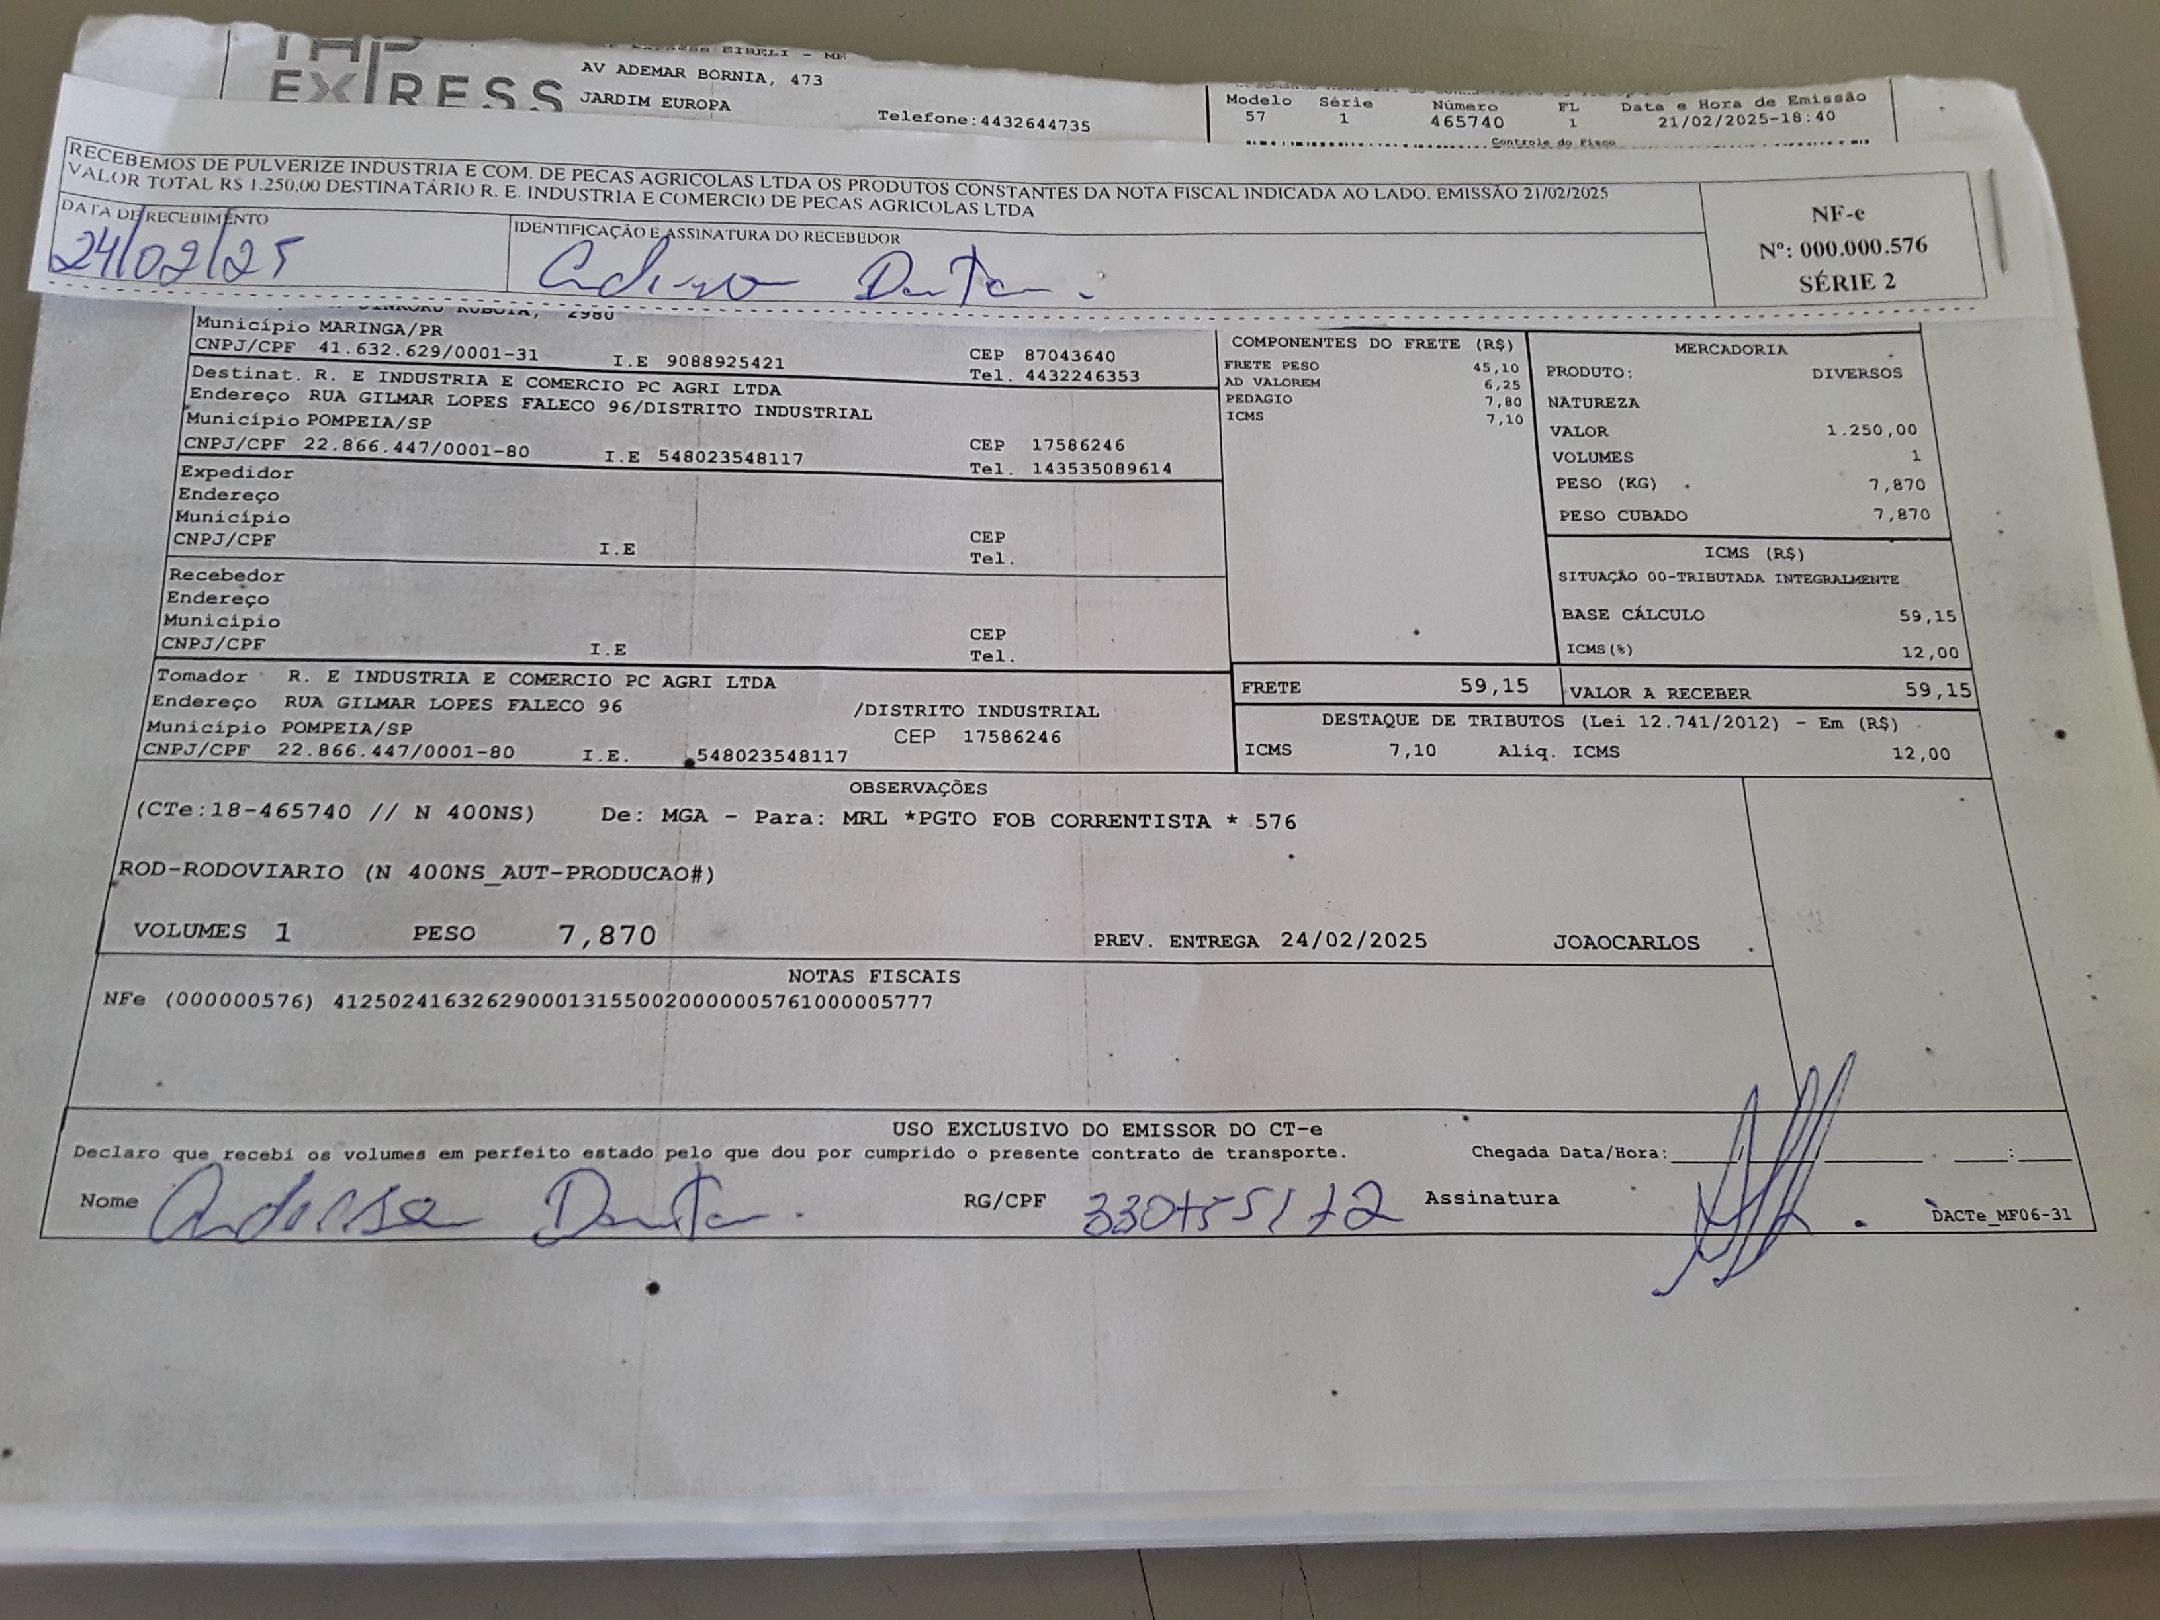 EXPRESS
EXPRESS EIRELI - ME
AV ADEMAR BORNIA, 473
JARDIM EUROPA
Telefone:4432644735
Modelo Série Número FL Data e Hora de Emissão
57 1 465740 1 21/02/2025-18:40
Controle do Fisco
RECEBEMOS DE PULVERIZE INDUSTRIA E COM. DE PECAS AGRICOLAS LTDA OS PRODUTOS CONSTANTES DA NOTA FISCAL INDICADA AO LADO. EMISSÃO 21/02/2025
VALOR TOTAL R$ 1.250,00 DESTINATÁRIO R. E. INDUSTRIA E COMERCIO DE PECAS AGRICOLAS LTDA
DATA DE RECEBIMENTO
24/02/25
IDENTIFICAÇÃO E ASSINATURA DO RECEBEDOR
NF-e
Nº: 000.000.576
SÉRIE 2
2980
Município MARINGA/PR
CNPJ/CPF 41.632.629/0001-31 I.E 9088925421
CEP 87043640
Tel. 4432246353
Destinat. R. E INDUSTRIA E COMERCIO PC AGRI LTDA
Endereço RUA GILMAR LOPES FALECO 96/DISTRITO INDUSTRIAL
Município POMPEIA/SP
CNPJ/CPF 22.866.447/0001-80 I.E 548023548117
CEP 17586246
Tel. 143535089614
Expedidor
Endereço
Município
CNPJ/CPF I.E
CEP
Tel.
Recebedor
Endereço
Município
CNPJ/CPF I.E
CEP
Tel.
Tomador R. E INDUSTRIA E COMERCIO PC AGRI LTDA
Endereço RUA GILMAR LOPES FALECO 96 /DISTRITO INDUSTRIAL
Município POMPEIA/SP CEP 17586246
CNPJ/CPF 22.866.447/0001-80 I.E. 548023548117
COMPONENTES DO FRETE (R$)
FRETE PESO 45,10
AD VALOREM 6,25
PEDAGIO 7,80
ICMS 7,10
MERCADORIA
PRODUTO: DIVERSOS
NATUREZA
VALOR 1.250,00
VOLUMES 1
PESO (KG) 7,870
PESO CUBADO 7,870
ICMS (R$)
SITUAÇÃO 00-TRIBUTADA INTEGRALMENTE
BASE CÁLCULO 59,15
ICMS(%) 12,00
FRETE 59,15 VALOR A RECEBER 59,15
DESTAQUE DE TRIBUTOS (Lei 12.741/2012) - Em (R$)
ICMS 7,10 Aliq. ICMS 12,00
OBSERVAÇÕES
(CTe:18-465740 // N 400NS) De: MGA - Para: MRL *PGTO FOB CORRENTISTA * 576
ROD-RODOVIARIO (N 400NS_AUT-PRODUCAO#)
VOLUMES 1 PESO 7,870 PREV. ENTREGA 24/02/2025 JOAOCARLOS
NOTAS FISCAIS
NFe (000000576) 41250241632629000131550020000005761000005777
USO EXCLUSIVO DO EMISSOR DO CT-e
Declaro que recebi os volumes em perfeito estado pelo que dou por cumprido o presente contrato de transporte. Chegada Data/Hora:
Nome RG/CPF Assinatura
DACTe_MF06-31